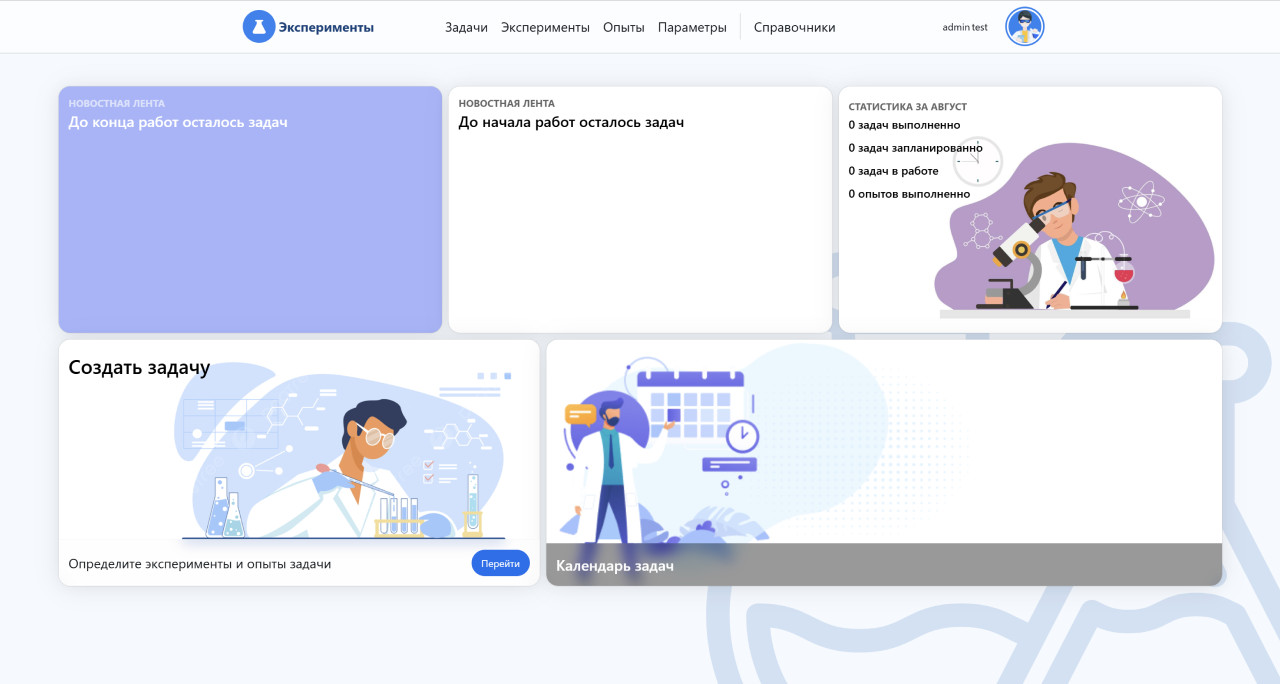 Эксперименты
Задачи Эксперименты Опыты Параметры Справочники
admin test
НОВОСТНАЯ ЛЕНТА
До конца работ осталось задач
НОВОСТНАЯ ЛЕНТА
До начала работ осталось задач
СТАТИСТИКА ЗА АВГУСТ
0 задач выполненно
0 задач запланированно
0 задач в работе
0 опытов выполненно
Создать задачу
Определите эксперименты и опыты задачи
Перейти
Календарь задач